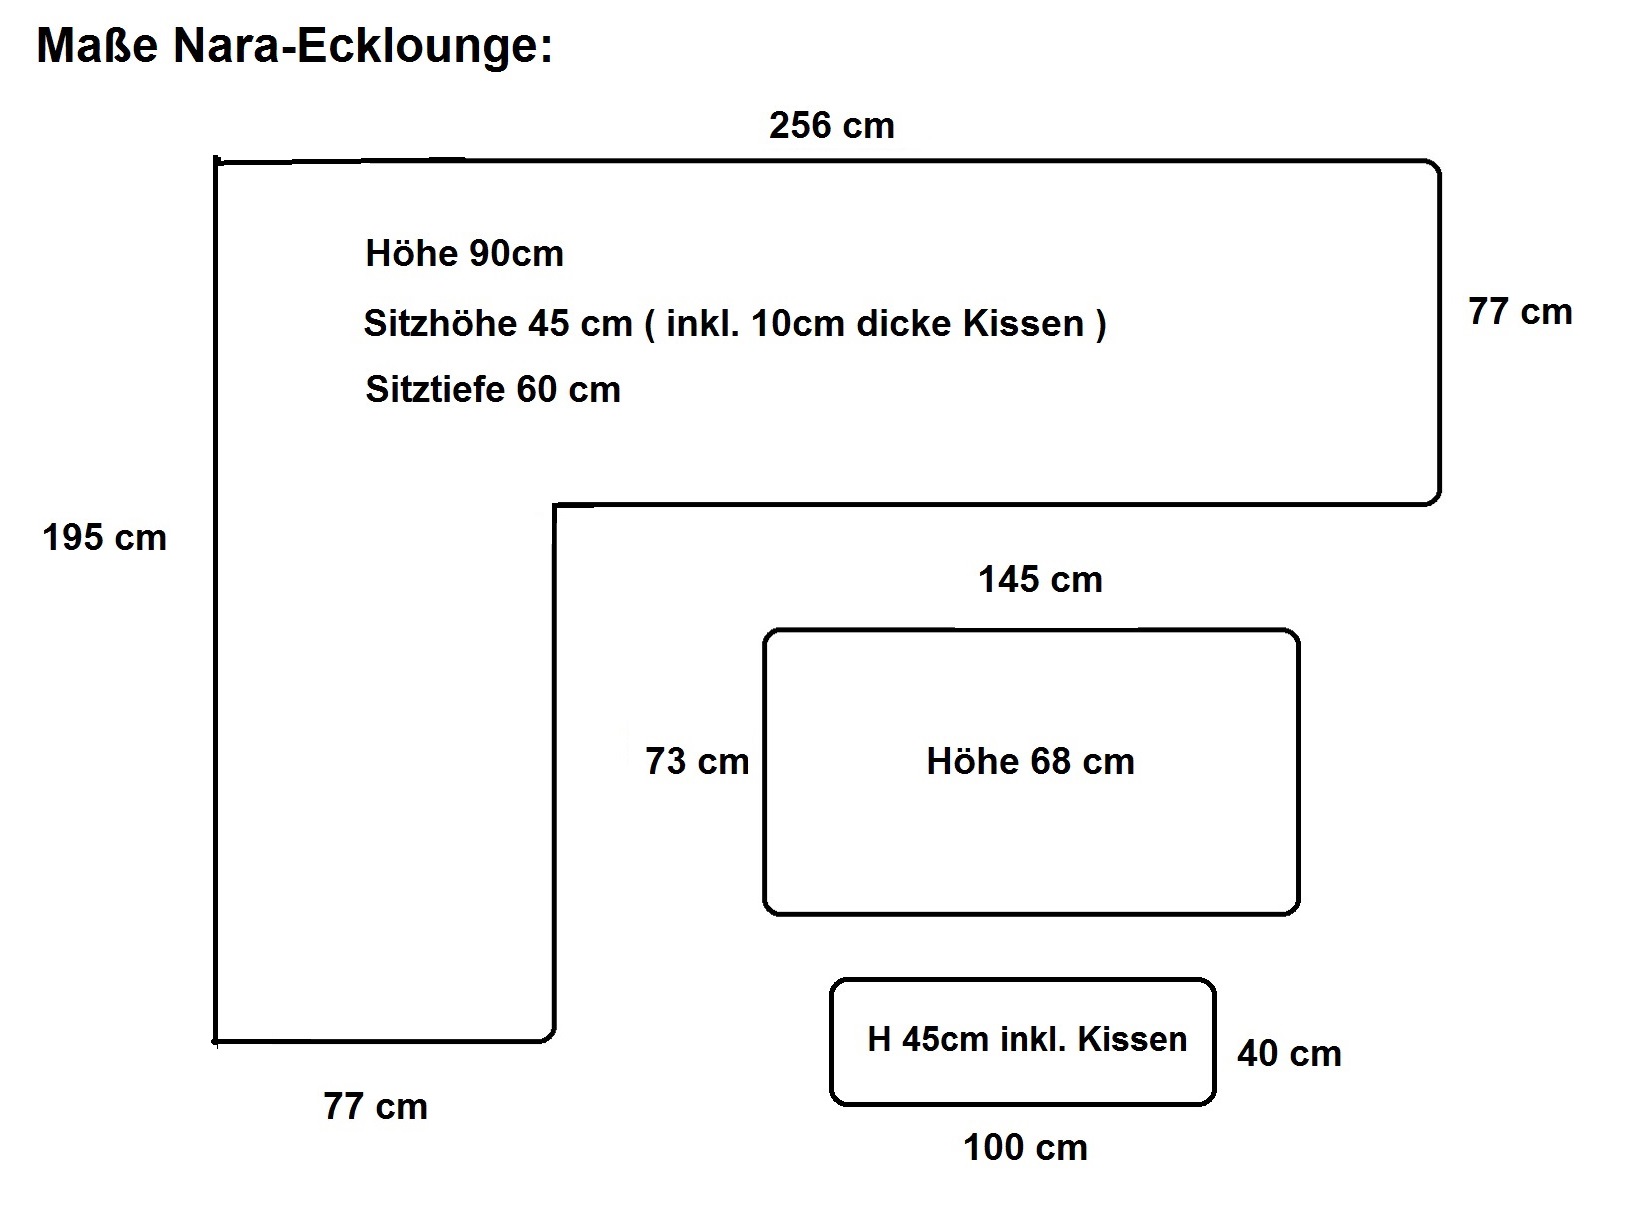 Maße Nara-Ecklounge:
256 cm
Höhe 90cm
77 cm
Sitzhöhe 45 cm ( inkl. 10cm dicke Kissen )
Sitztiefe 60 cm
195 cm
145 cm
73 cm
Höhe 68 cm
H 45cm inkl. Kissen
40 cm
77 cm
100 cm